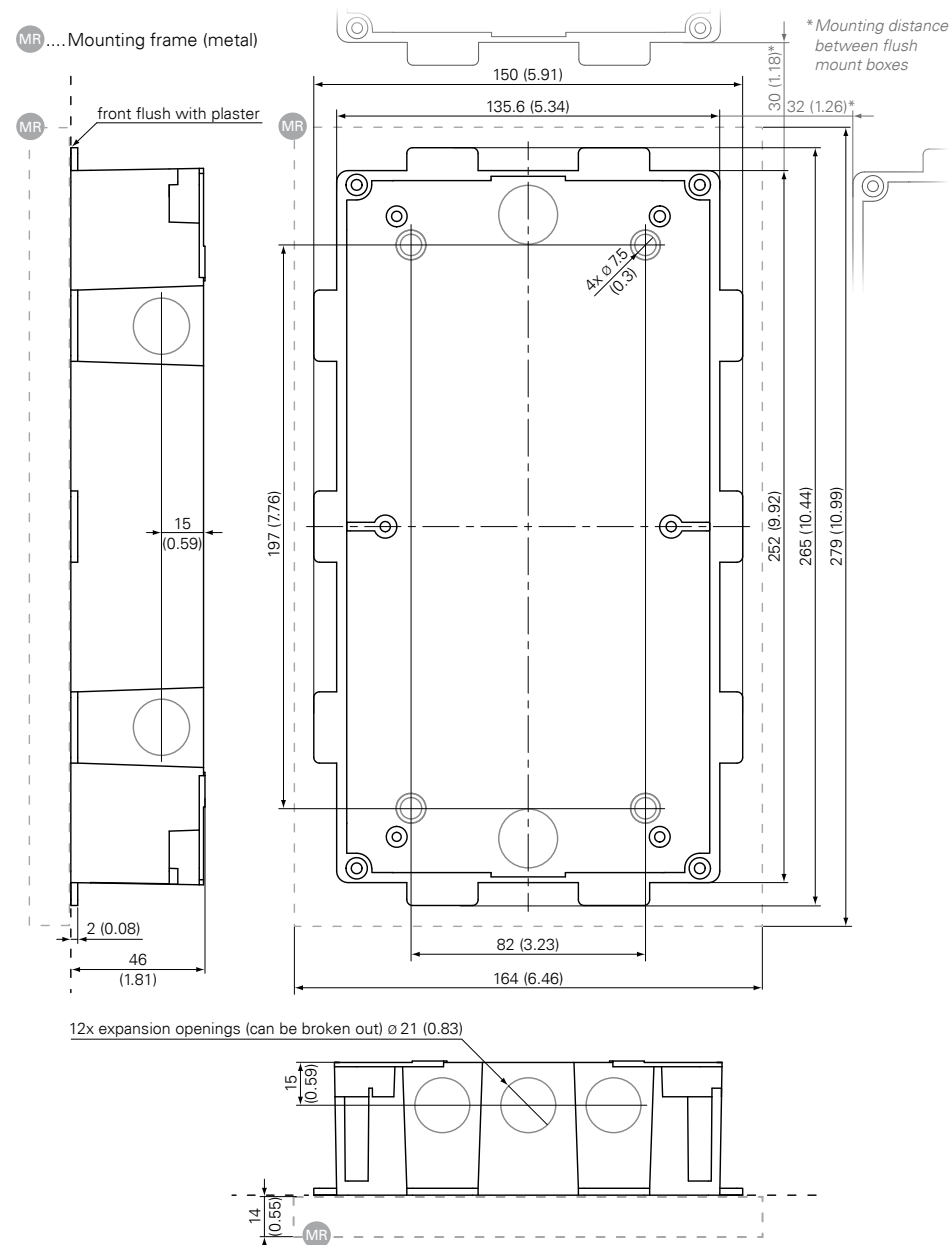 MR ....Mounting frame (metal)
* Mounting distance
between flush
mount boxes
150 (5.91)
30 (1.18)*
135.6 (5.34)
32 (1.26)*
front flush with plaster
MR
MR
4x ø 7.5
(0.3)
197 (7.76)
15
(0.59)
252 (9.92)
265 (10.44)
279 (10.99)
2 (0.08)
46
(1.81)
82 (3.23)
164 (6.46)
12x expansion openings (can be broken out) ø 21 (0.83)
15
(0.59)
14
(0.55)
MR